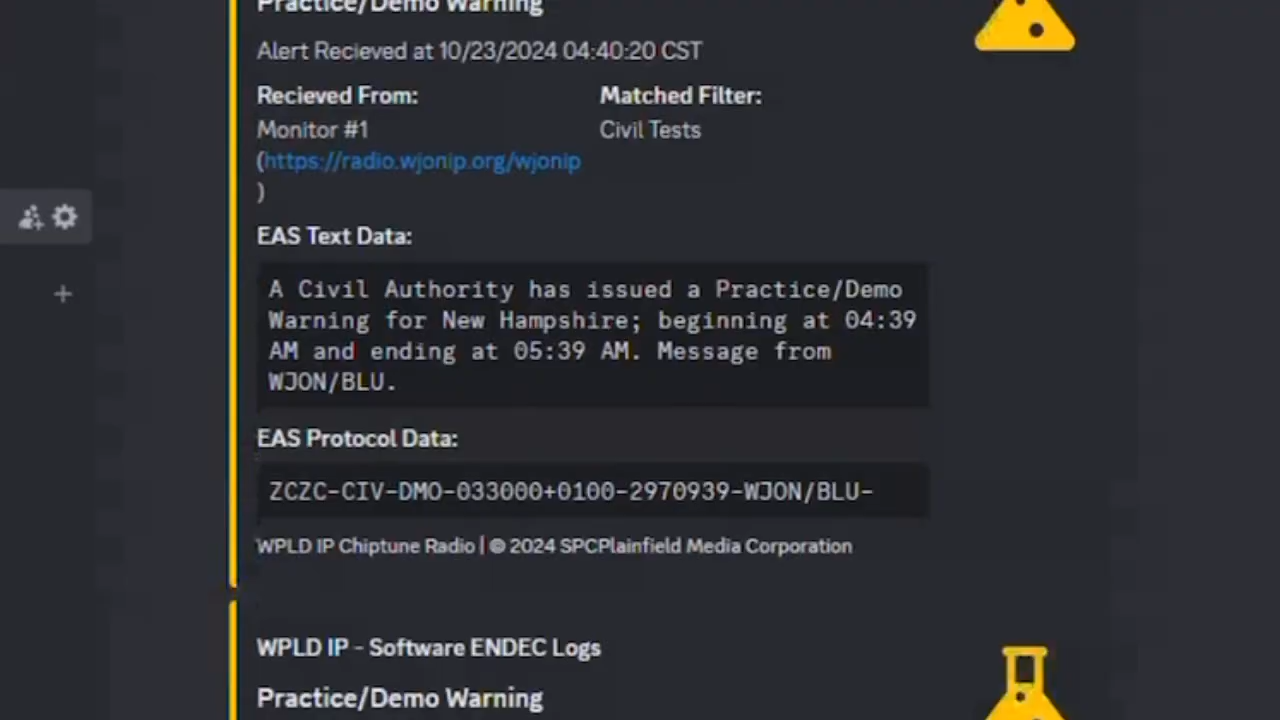 Practice/Demo Warning
Alert Recieved at 10/23/2024 04:40:20 CST
Recieved From:
Matched Filter:
Monitor #1
Civil Tests
(https://radio.wjonip.org/wjonip
)
EAS Text Data:
A Civil Authority has issued a Practice/Demo
Warning for New Hampshire; beginning at 04:39
AM and ending at 05:39 AM. Message from
WJON/BLU.
EAS Protocol Data:
ZCZC-CIV-DMO-033000+0100-2970939-WJON/BLU-
WPLD IP Chiptune Radio | © 2024 SPCPlainfield Media Corporation
WPLD IP - Software ENDEC Logs
Practice/Demo Warning